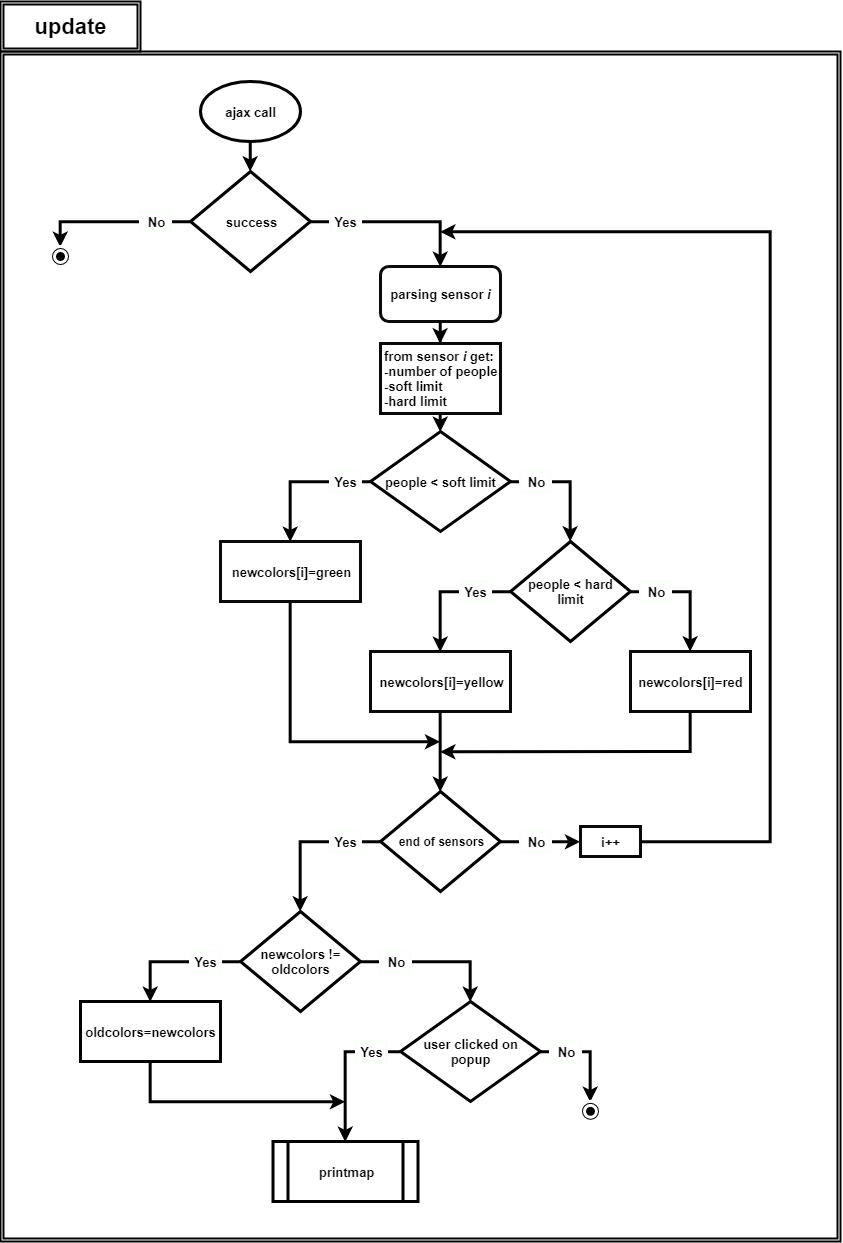 update
ajax call
No
success
Yes
parsing sensor i
from sensor i get:
-number of people
-soft limit
-hard limit
Yes
people < soft limit
No
newcolors[i]=green
Yes
people < hard
limit
No
newcolors[i]=yellow
newcolors[i]=red
Yes
end of sensors
No
i++
Yes
newcolors !=
oldcolors
No
oldcolors=newcolors
Yes
user clicked on
popup
No
printmap